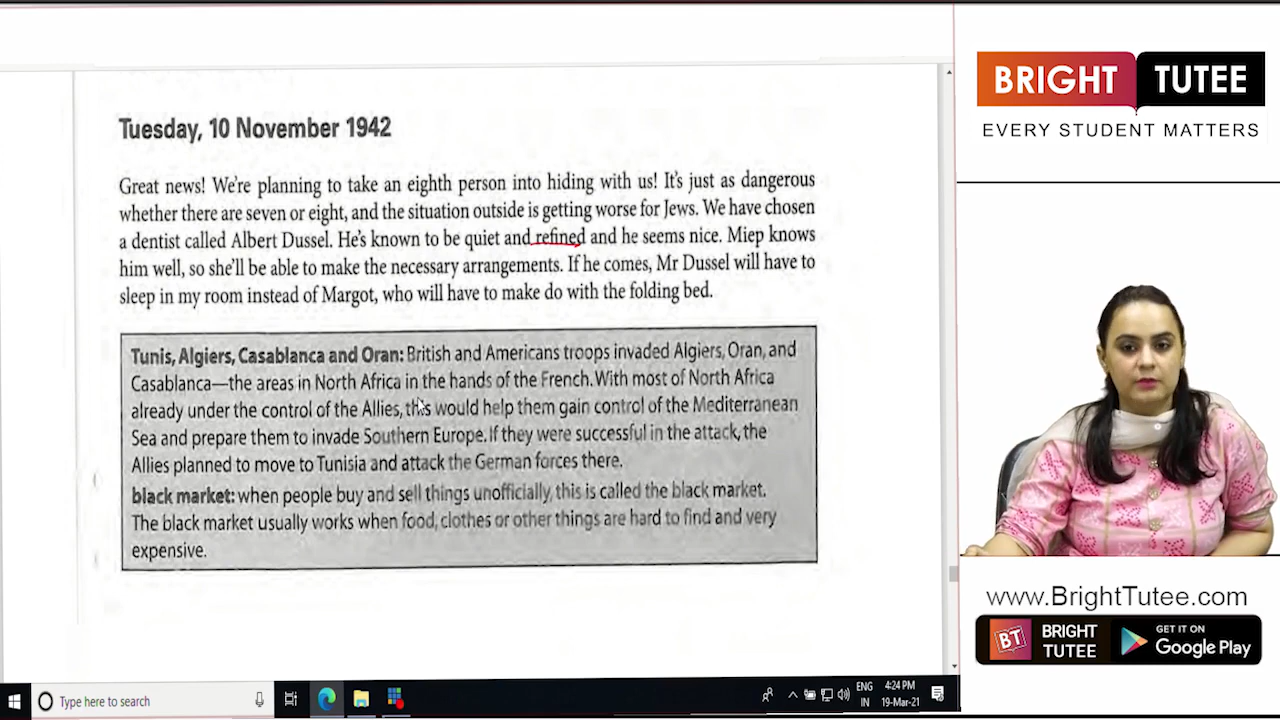 Tuesday, 10 November 1942
Great news! We're planning to take an eighth person into hiding with us! It's just as dangerous
whether there are seven or eight, and the situation outside is getting worse for Jews. We have chosen
a dentist called Albert Dussel. He's known to be quiet and refined and he seems nice. Miep knows
him well, so she'll be able to make the necessary arrangements. If he comes, Mr Dussel will have to
sleep in my room instead of Margot, who will have to make do with the folding bed.
Tunis, Algiers, Casablanca and Oran: British and Americans troops invaded Algiers, Oran, and
Casablanca—the areas in North Africa in the hands of the French. With most of North Africa
already under the control of the Allies, this would help them gain control of the Mediterranean
Sea and prepare them to invade Southern Europe. If they were successful in the attack, the
Allies planned to move to Tunisia and attack the German forces there.
black market: when people buy and sell things unofficially, this is called the black market.
The black market usually works when food, clothes or other things are hard to find and very
expensive.
BRIGHT TUTEE
EVERY STUDENT MATTERS
www.BrightTutee.com
BT
BRIGHT
TUTEE
GET IT ON
Google Play
Type here to search
ENG
IN
4:24 PM
19-Mar-21